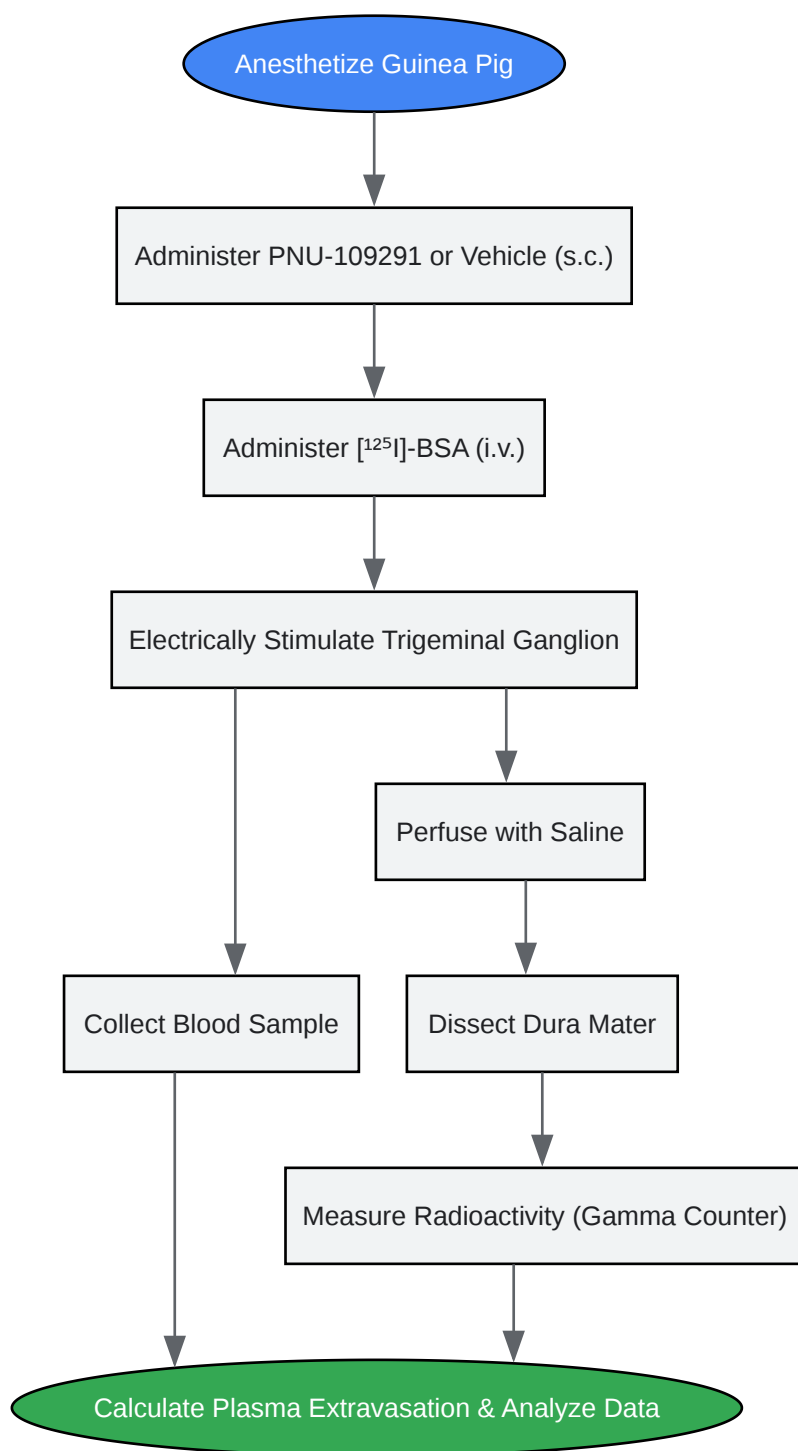 Anesthetize Guinea Pig
Administer PNU-109291 or Vehicle (s.c.)
Administer [¹²⁵I]-BSA (i.v.)
Electrically Stimulate Trigeminal Ganglion
Perfuse with Saline
Collect Blood Sample
Dissect Dura Mater
Measure Radioactivity (Gamma Counter)
Calculate Plasma Extravasation & Analyze Data